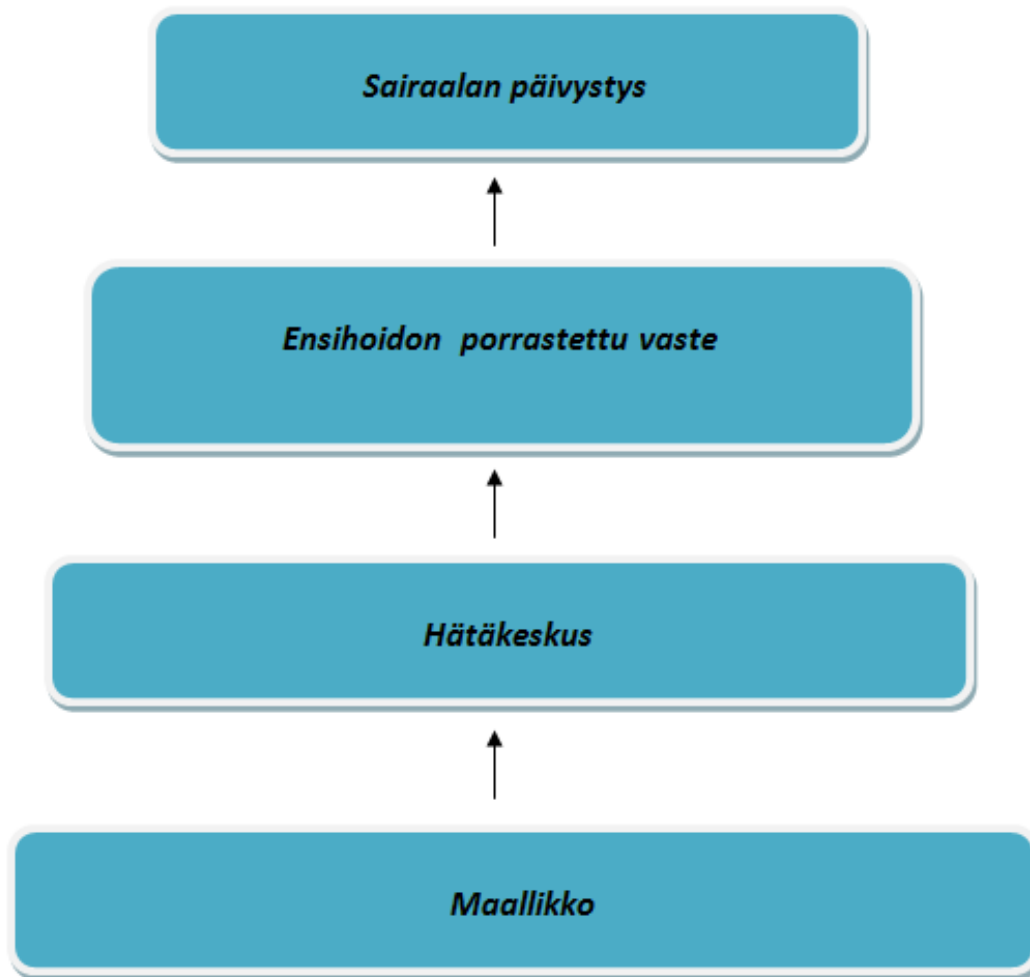 Sairaalan päivystys
Ensihoidon  porrastettu vaste
Hätäkeskus
Maallikko